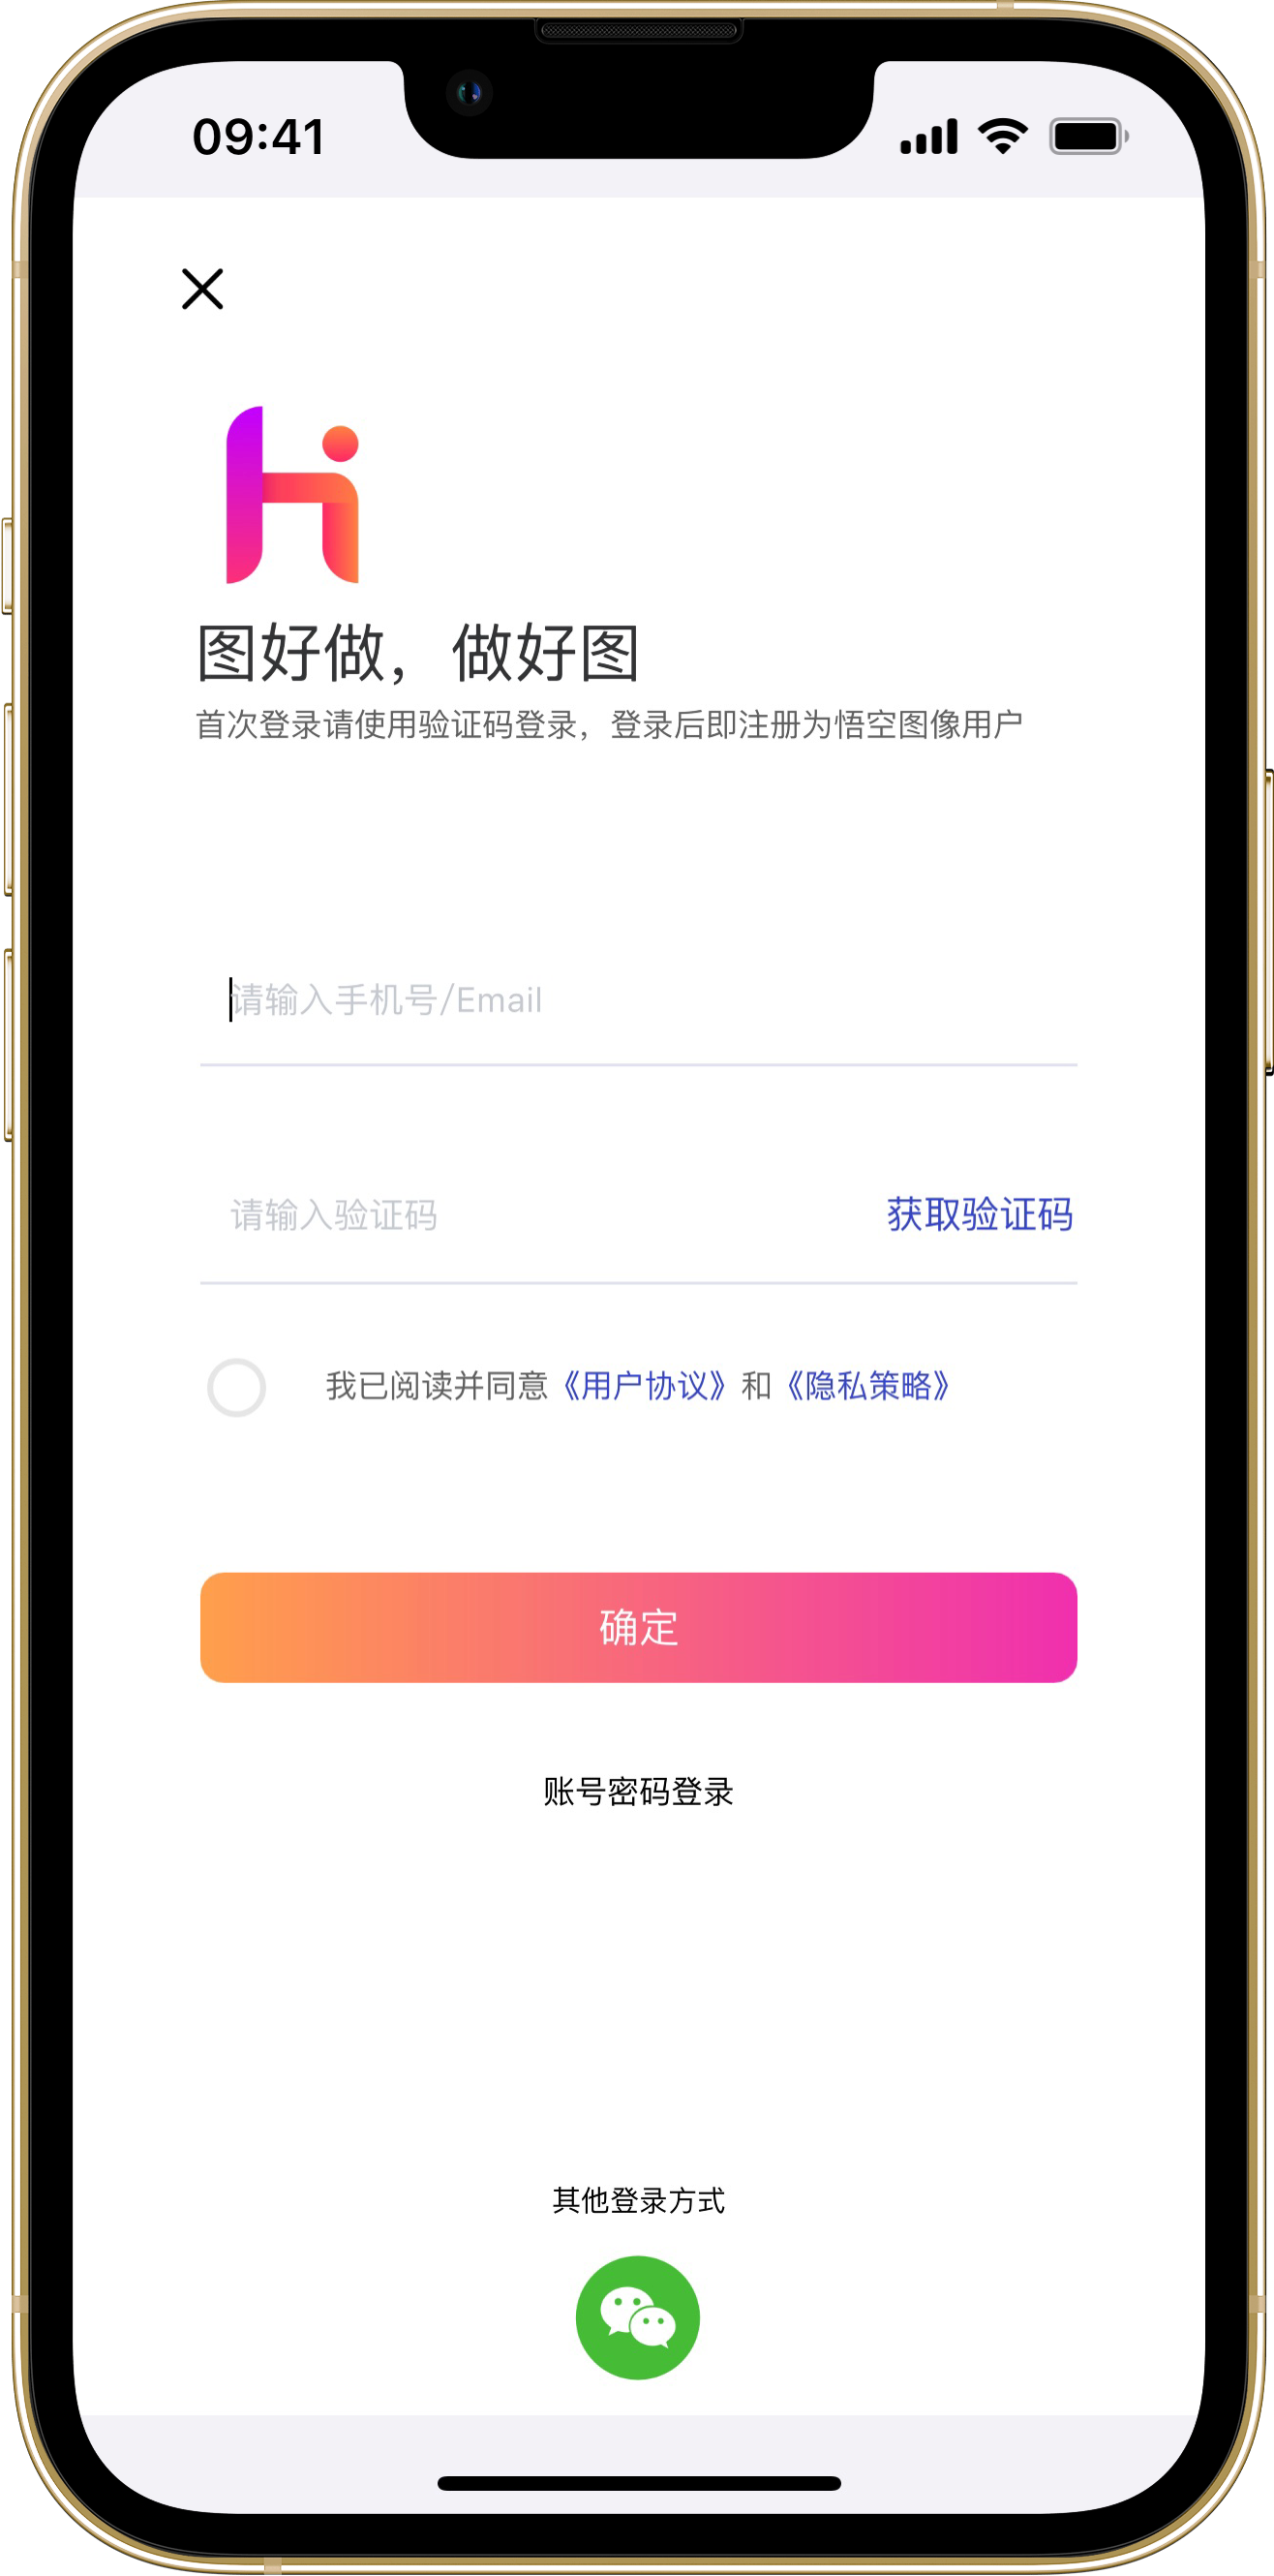 09:41
hi
图好做，做好图
首次登录请使用验证码登录，登录后即注册为悟空图像用户
请输入手机号/Email
请输入验证码 获取验证码
我已阅读并同意《用户协议》和《隐私策略》
确定
账号密码登录
其他登录方式